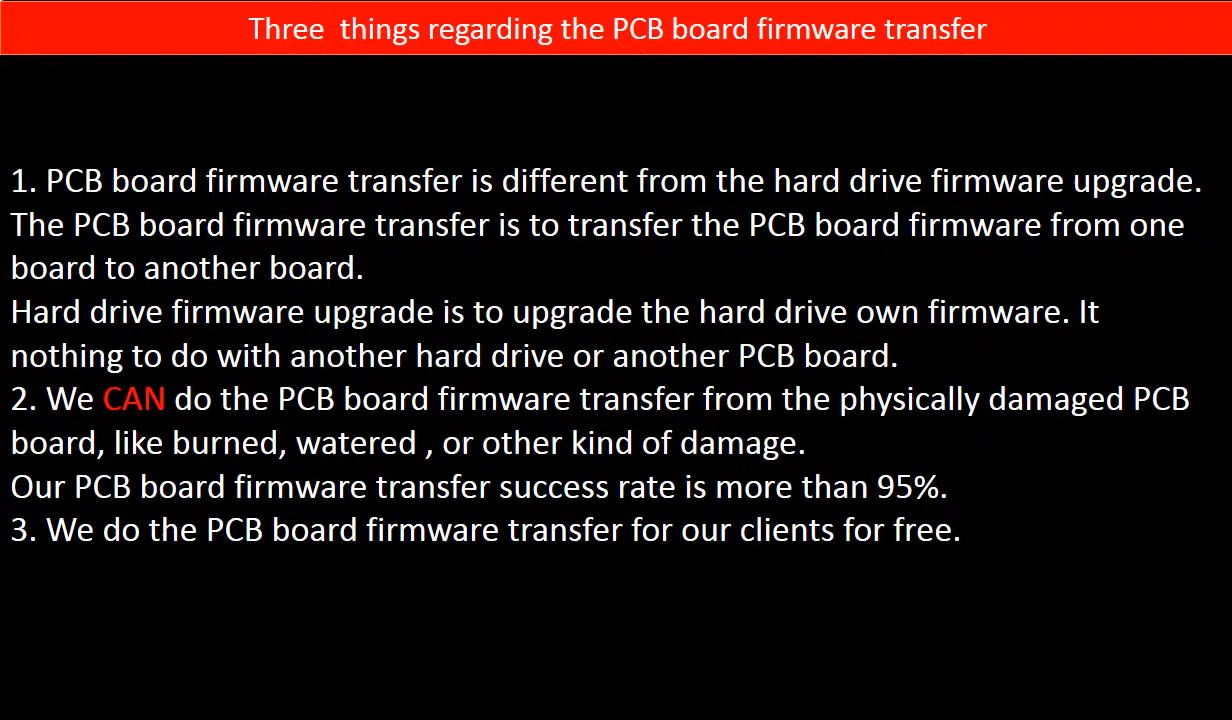 Three  things regarding the PCB board firmware transfer
1. PCB board firmware transfer is different from the hard drive firmware upgrade.
The PCB board firmware transfer is to transfer the PCB board firmware from one
board to another board.
Hard drive firmware upgrade is to upgrade the hard drive own firmware. It
nothing to do with another hard drive or another PCB board.
2. We CAN do the PCB board firmware transfer from the physically damaged PCB
board, like burned, watered , or other kind of damage.
Our PCB board firmware transfer success rate is more than 95%.
3. We do the PCB board firmware transfer for our clients for free.